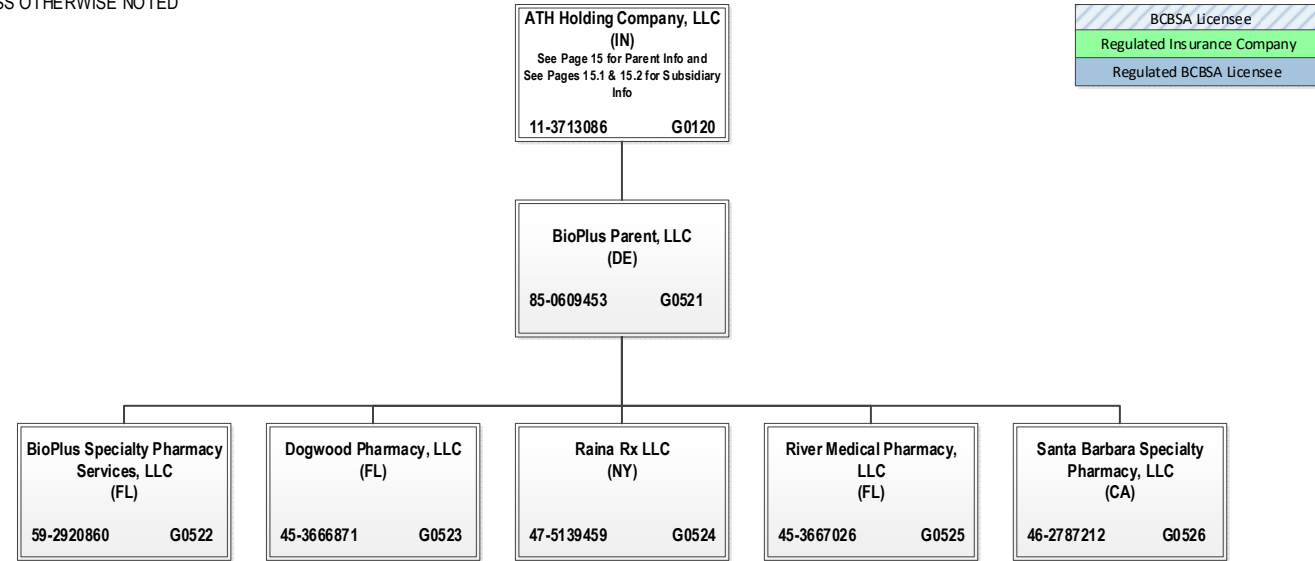 OTHERWISE NOTED
ATH Holding Company, LLC
(IN)
See Page 15 for Parent Info and
See Pages 15.1 & 15.2 for Subsidiary
Info
11-3713086 G0120
BCBSA Licensee
Regulated Insurance Company
Regulated BCBSA Licensee
BioPlus Parent, LLC
(DE)
85-0609453 G0521
BioPlus Specialty Pharmacy
Services, LLC
(FL)
59-2920860 G0522
Dogwood Pharmacy, LLC
(FL)
45-3666871 G0523
Raina Rx LLC
(NY)
47-5139459 G0524
River Medical Pharmacy,
LLC
(FL)
45-3667026 G0525
Santa Barbara Specialty
Pharmacy, LLC
(CA)
46-2787212 G0526